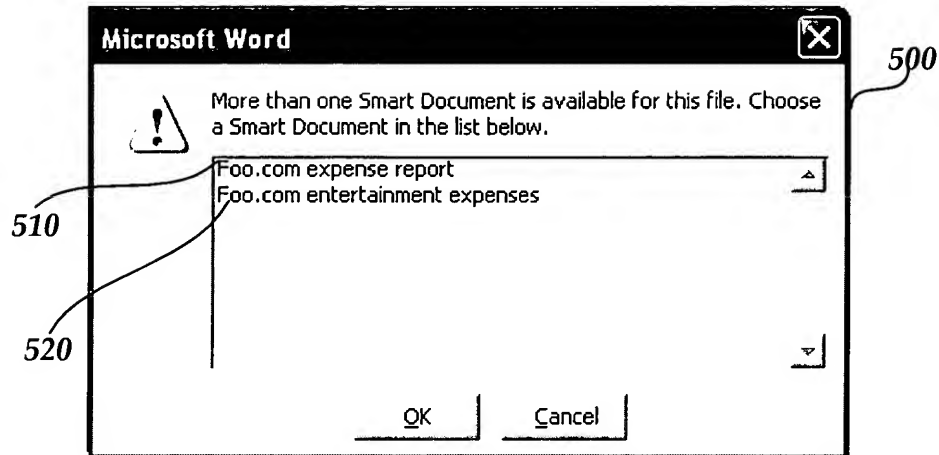 Microsoft Word
500
More than one Smart Document is available for this file. Choose
a Smart Document in the list below.
Foo.com expense report
Foo.com entertainment expenses
510
520
OK
Cancel